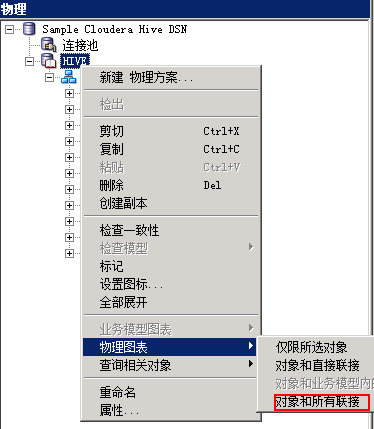 物理
Sample Cloudera Hive DSN
连接池
HIVE
新建 物理方案...
检出
剪切 Ctrl+X
复制 Ctrl+C
粘贴 Ctrl+V
删除 Del
创建副本
检查一致性
检查模型
标记
设置图标...
全部展开
业务模型图表
物理图表
查询相关对象
重命名
属性...
仅限所选对象
对象和直接联接
对象和业务模型内的
对象和所有联接